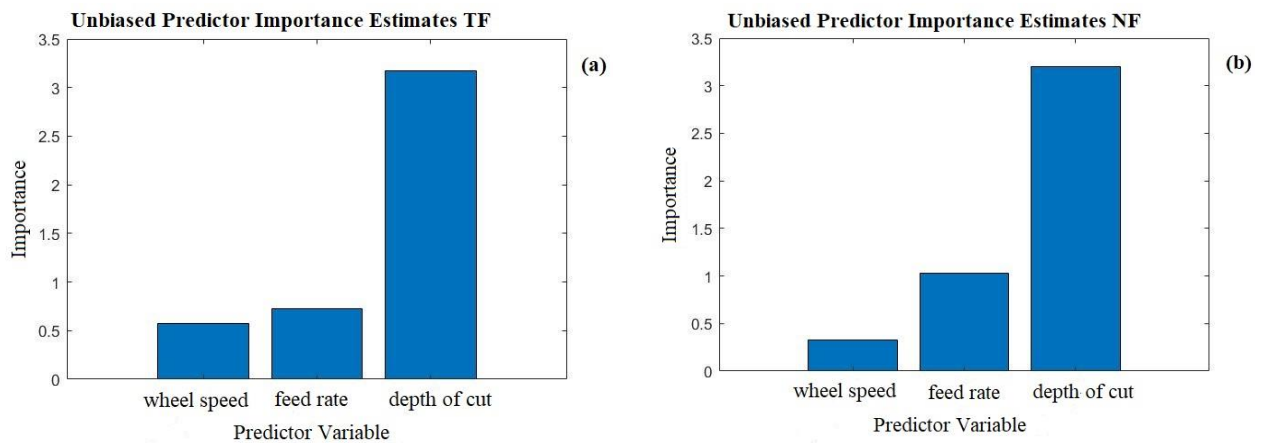 Unbiased Predictor Importance Estimates TF
(a)
3.5
3
2.5
2
1.5
1
0.5
0
Importance
wheel speed
feed rate
depth of cut
Predictor Variable
Unbiased Predictor Importance Estimates NF
(b)
3.5
3
2.5
2
1.5
1
0.5
0
Importance
wheel speed
feed rate
depth of cut
Predictor Variable